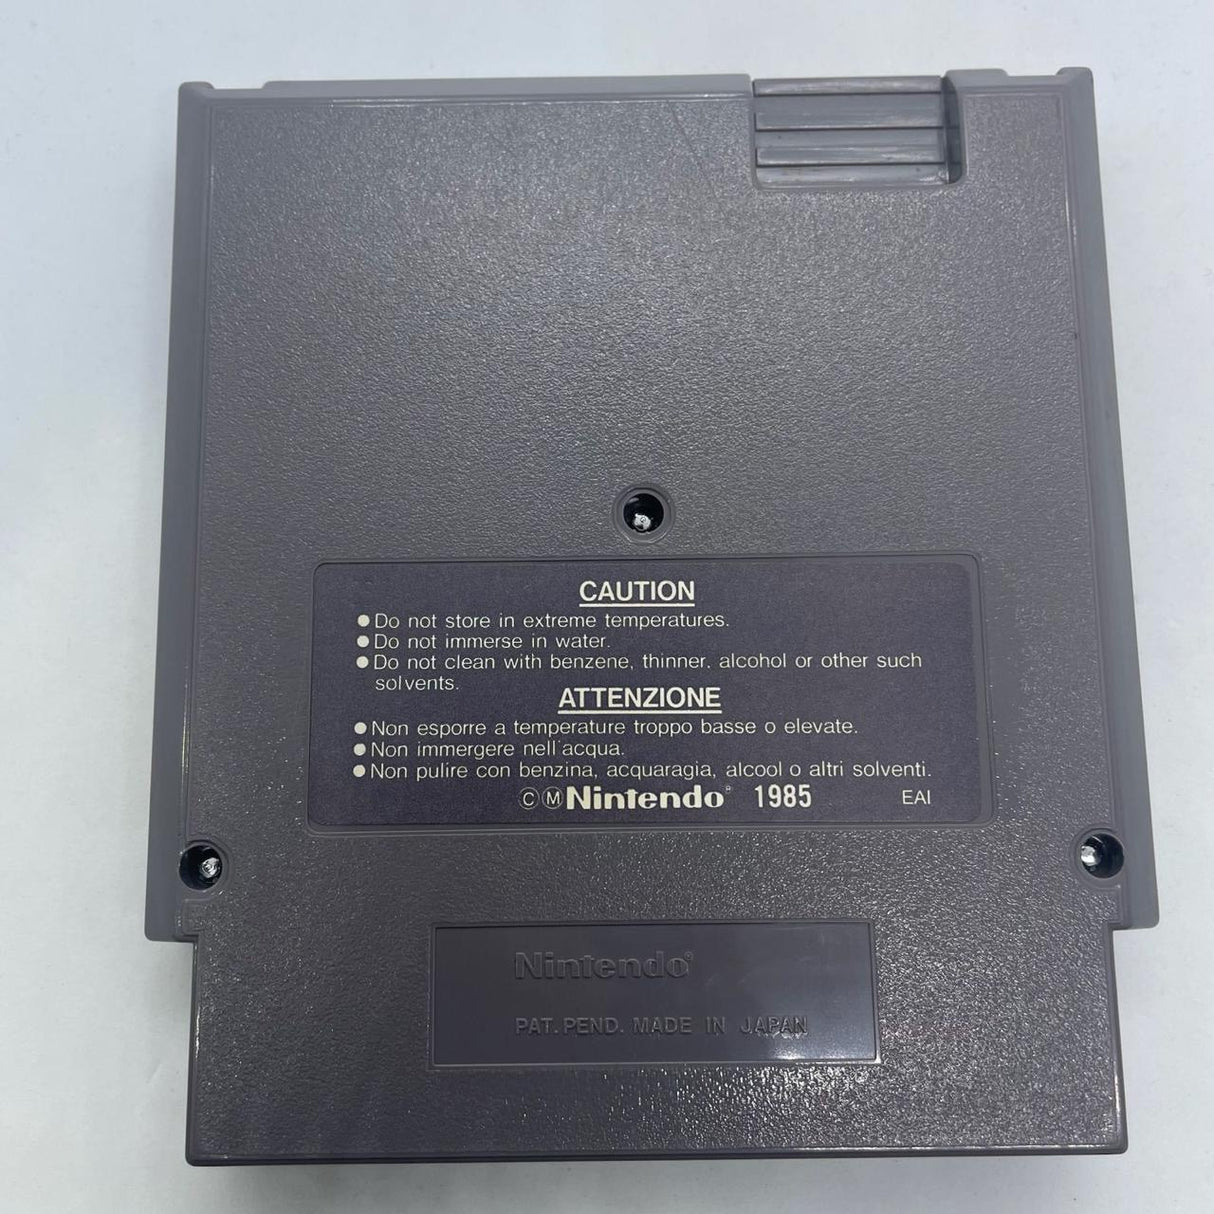 CAUTION
●Do not store in extreme temperatures.
●Do not immerse in water.
●Do not clean with benzene, thinner, alcohol or other such
solvents.
ATTENZIONE
●Non esporre a temperature troppo basse o elevate.
●Non immergere nell'acqua.
●Non pulire con benzina, acquaragia, alcool o altri solventi.
ⒸⓂNintendo® 1985 EAI
Nintendo®
PAT. PEND. MADE IN JAPAN